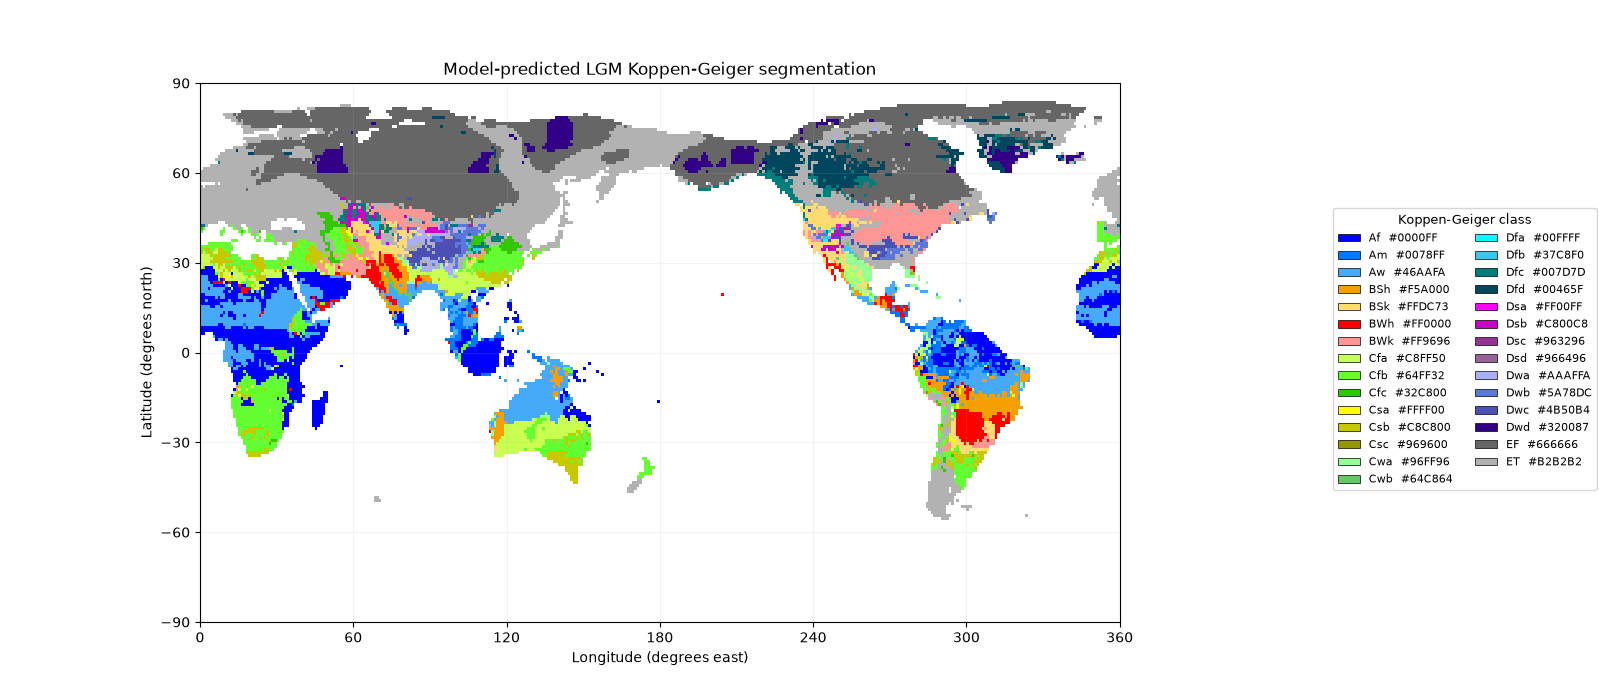 Model-predicted LGM Koppen-Geiger segmentation
90
60
30
0
−30
−60
−90
Latitude (degrees north)
0
60
120
180
240
300
360
Longitude (degrees east)
Koppen-Geiger class
Af #0000FF
Am #0078FF
Aw #46AAFA
BSh #F5A000
BSk #FFDC73
BWh #FF0000
BWk #FF9696
Cfa #C8FF50
Cfb #64FF32
Cfc #32C800
Csa #FFFF00
Csb #C8C800
Csc #969600
Cwa #96FF96
Cwb #64C864
Dfa #00FFFF
Dfb #37C8F0
Dfc #007D7D
Dfd #00465F
Dsa #FF00FF
Dsb #C800C8
Dsc #963296
Dsd #966496
Dwa #AAAFFA
Dwb #5A78DC
Dwc #4B50B4
Dwd #320087
EF #666666
ET #B2B2B2